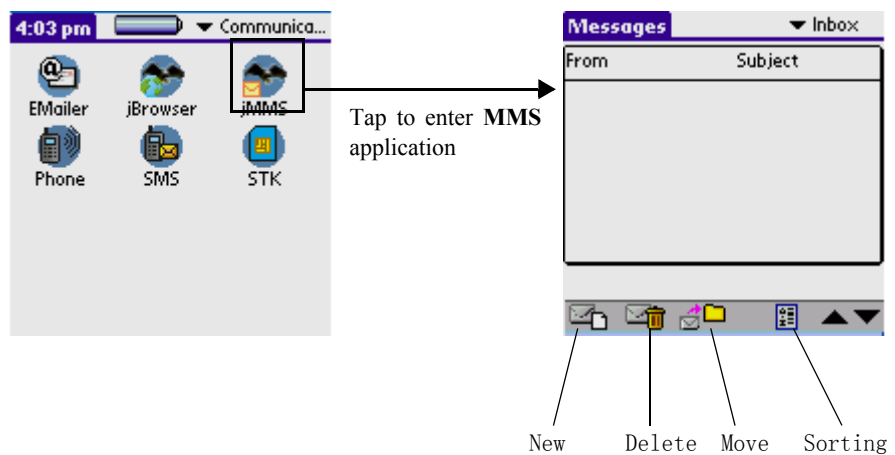 4:03 pm Communica...
EMailer jBrowser jMMS
Phone SMS STK
Tap to enter MMS
application
Messages Inbox
From Subject
New Delete Move Sorting